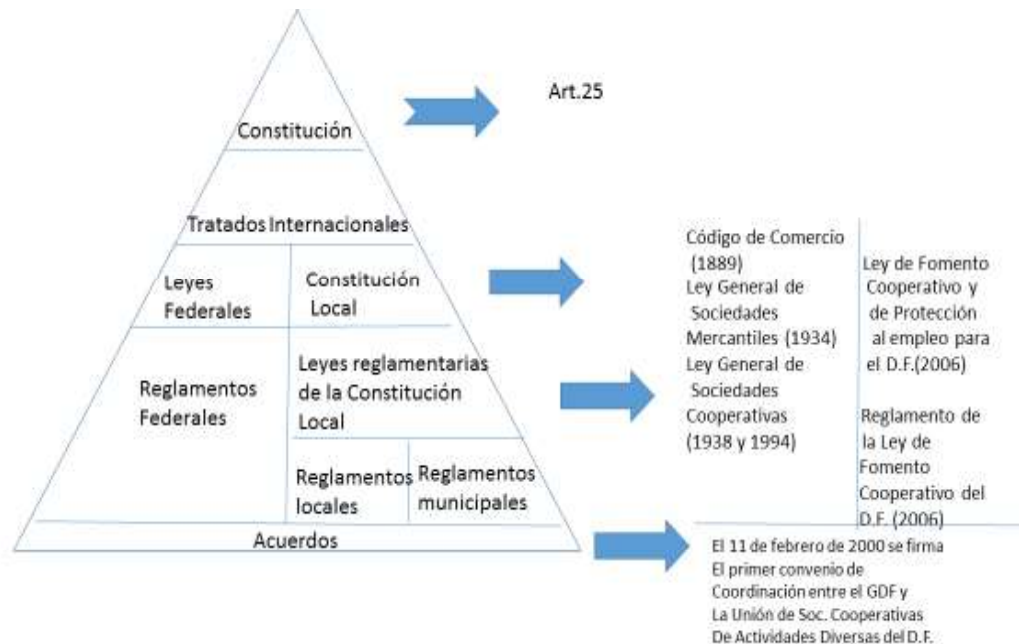 Constitución
Art.25
Tratados Internacionales
Leyes
Federales
Constitución
Local
Reglamentos
Federales
Leyes reglamentarias
de la Constitución
Local
Reglamentos
locales
Reglamentos
municipales
Acuerdos
Código de Comercio
(1889)
Ley General de
Sociedades
Mercantiles (1934)
Ley General de
Sociedades
Cooperativas
(1938 y 1994)
Ley de Fomento
Cooperativo y
de Protección
al empleo para
el D.F.(2006)
Reglamento de
la Ley de
Fomento
Cooperativo del
D.F. (2006)
El 11 de febrero de 2000 se firma
El primer convenio de
Coordinación entre el GDF y
La Unión de Soc. Cooperativas
De Actividades Diversas del D.F.